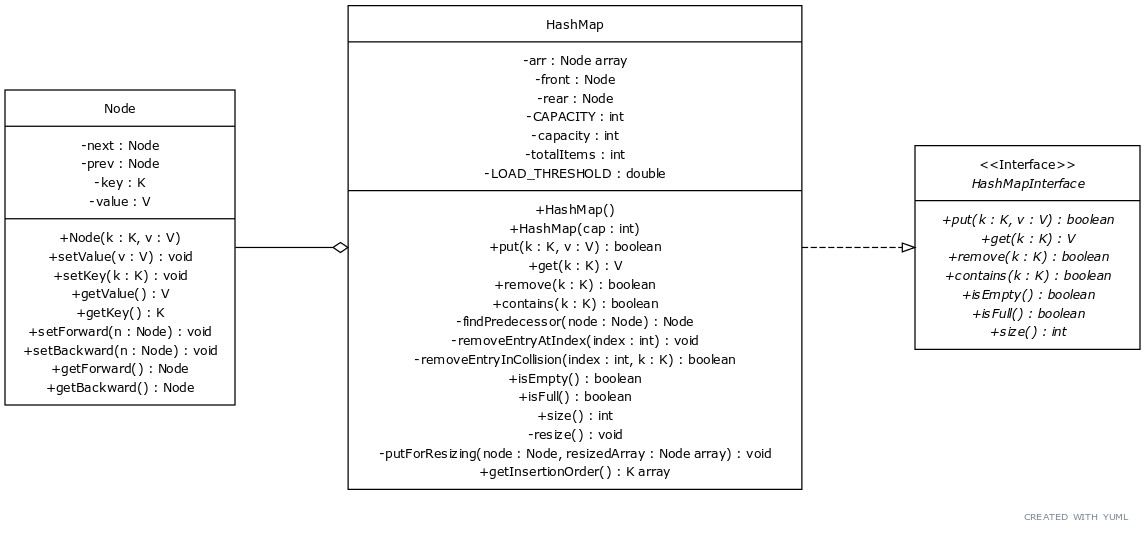 Node
-next : Node
-prev : Node
-key : K
-value : V
+Node(k : K, v : V)
+setValue(v : V) : void
+setKey(k : K) : void
+getValue() : V
+getKey() : K
+setForward(n : Node) : void
+setBackward(n : Node) : void
+getForward() : Node
+getBackward() : Node
HashMap
-arr : Node array
-front : Node
-rear : Node
-CAPACITY : int
-capacity : int
-totalItems : int
-LOAD_THRESHOLD : double
+HashMap()
+HashMap(cap : int)
+put(k : K, v : V) : boolean
+get(k : K) : V
+remove(k : K) : boolean
+contains(k : K) : boolean
-findPredecessor(node : Node) : Node
-removeEntryAtIndex(index : int) : void
-removeEntryInCollision(index : int, k : K) : boolean
+isEmpty() : boolean
+isFull() : boolean
+size() : int
-resize() : void
-putForResizing(node : Node, resizedArray : Node array) : void
+getInsertionOrder() : K array
<<Interface>>
HashMapInterface
+put(k : K, v : V) : boolean
+get(k : K) : V
+remove(k : K) : boolean
+contains(k : K) : boolean
+isEmpty() : boolean
+isFull() : boolean
+size() : int
CREATED WITH YUML